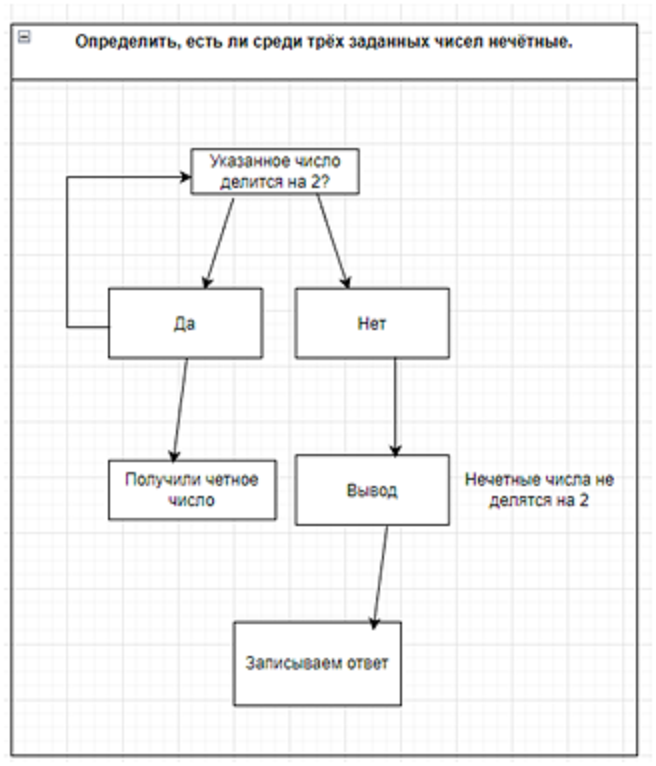 Определить, есть ли среди трёх заданных чисел нечётные.
Указанное число
делится на 2?
Да
Нет
Получили четное
число
Вывод
Нечетные числа не
делятся на 2
Записываем ответ